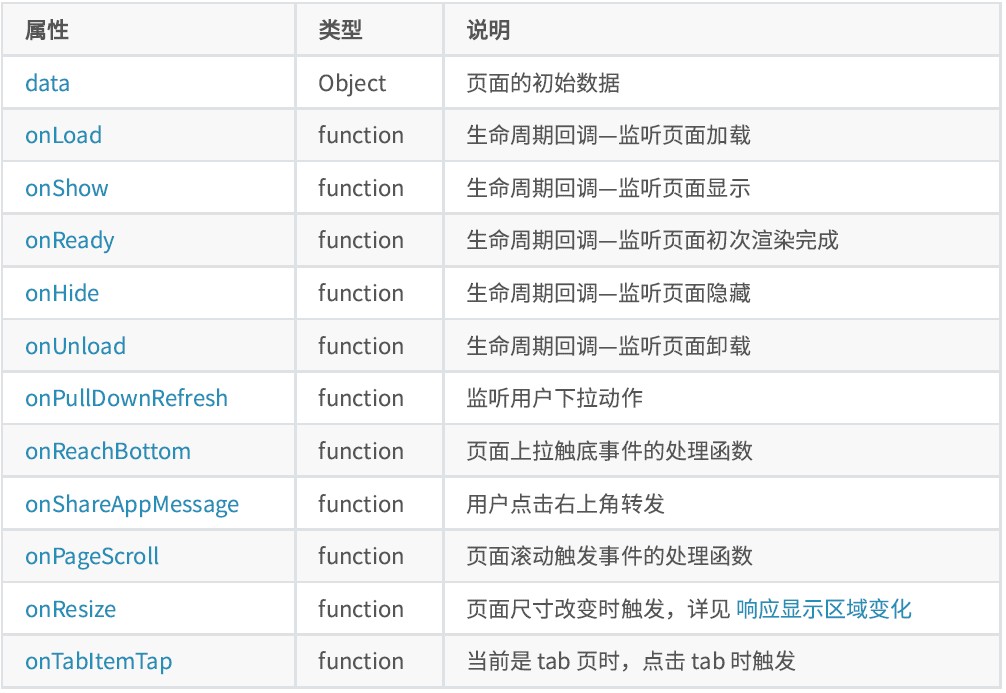 属性 类型 说明
data Object 页面的初始数据
onLoad function 生命周期回调—监听页面加载
onShow function 生命周期回调—监听页面显示
onReady function 生命周期回调—监听页面初次渲染完成
onHide function 生命周期回调—监听页面隐藏
onUnload function 生命周期回调—监听页面卸载
onPullDownRefresh function 监听用户下拉动作
onReachBottom function 页面上拉触底事件的处理函数
onShareAppMessage function 用户点击右上角转发
onPageScroll function 页面滚动触发事件的处理函数
onResize function 页面尺寸改变时触发，详见 响应显示区域变化
onTabItemTap function 当前是 tab 页时，点击 tab 时触发